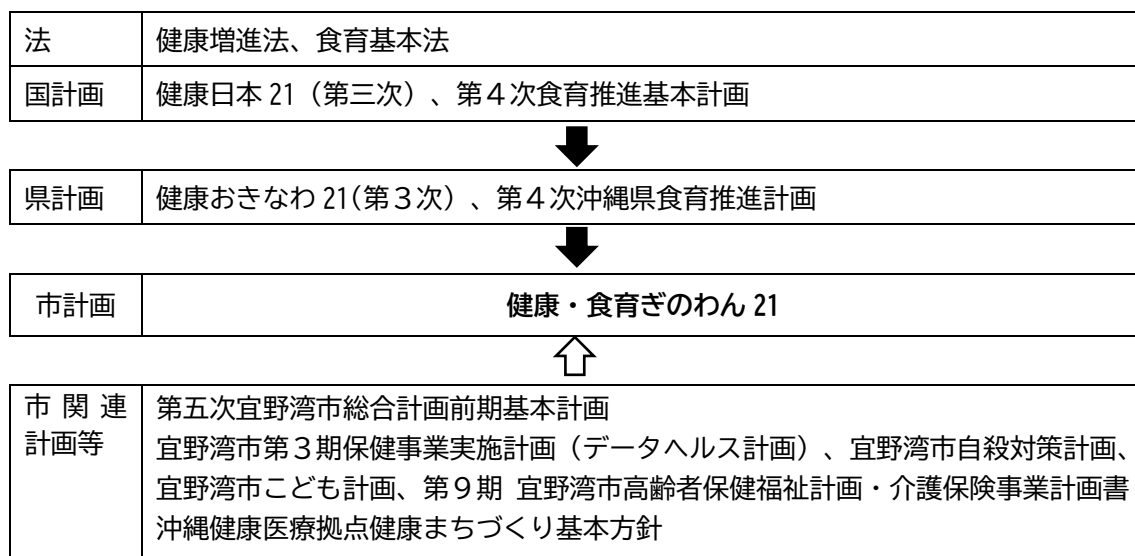 法 健康増進法、食育基本法
国計画 健康日本 21（第三次）、第４次食育推進基本計画
県計画 健康おきなわ 21(第３次）、第４次沖縄県食育推進計画
市計画 健康・食育ぎのわん 21
市関連 第五次宜野湾市総合計画前期基本計画
計画等 宜野湾市第３期保健事業実施計画（データヘルス計画）、宜野湾市自殺対策計画、
宜野湾市こども計画、第９期 宜野湾市高齢者保健福祉計画・介護保険事業計画書
沖縄健康医療拠点健康まちづくり基本方針